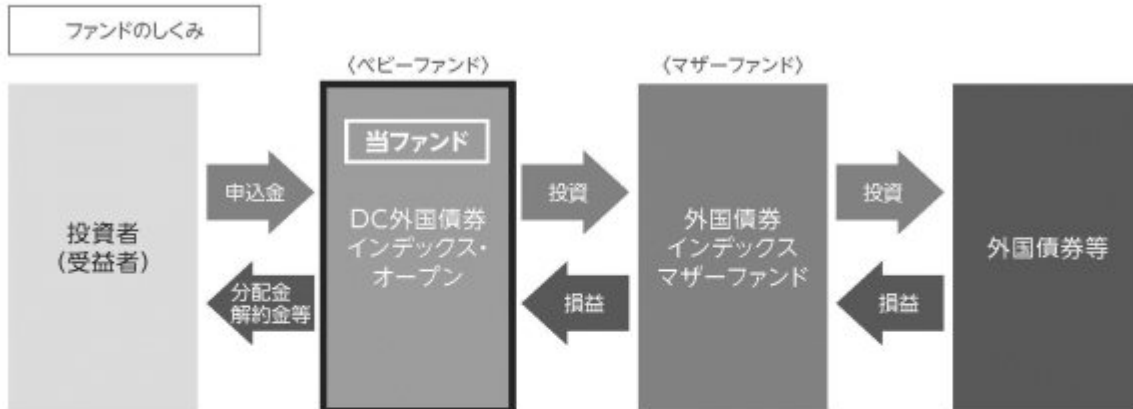 ファンドのしくみ
〈ベビーファンド〉
〈マザーファンド〉
投資者
(受益者)
申込金
分配金
解約金等
当ファンド
DC外国債券
インデックス・
オープン
投資
損益
外国債券
インデックス
マザーファンド
投資
損益
外国債券等